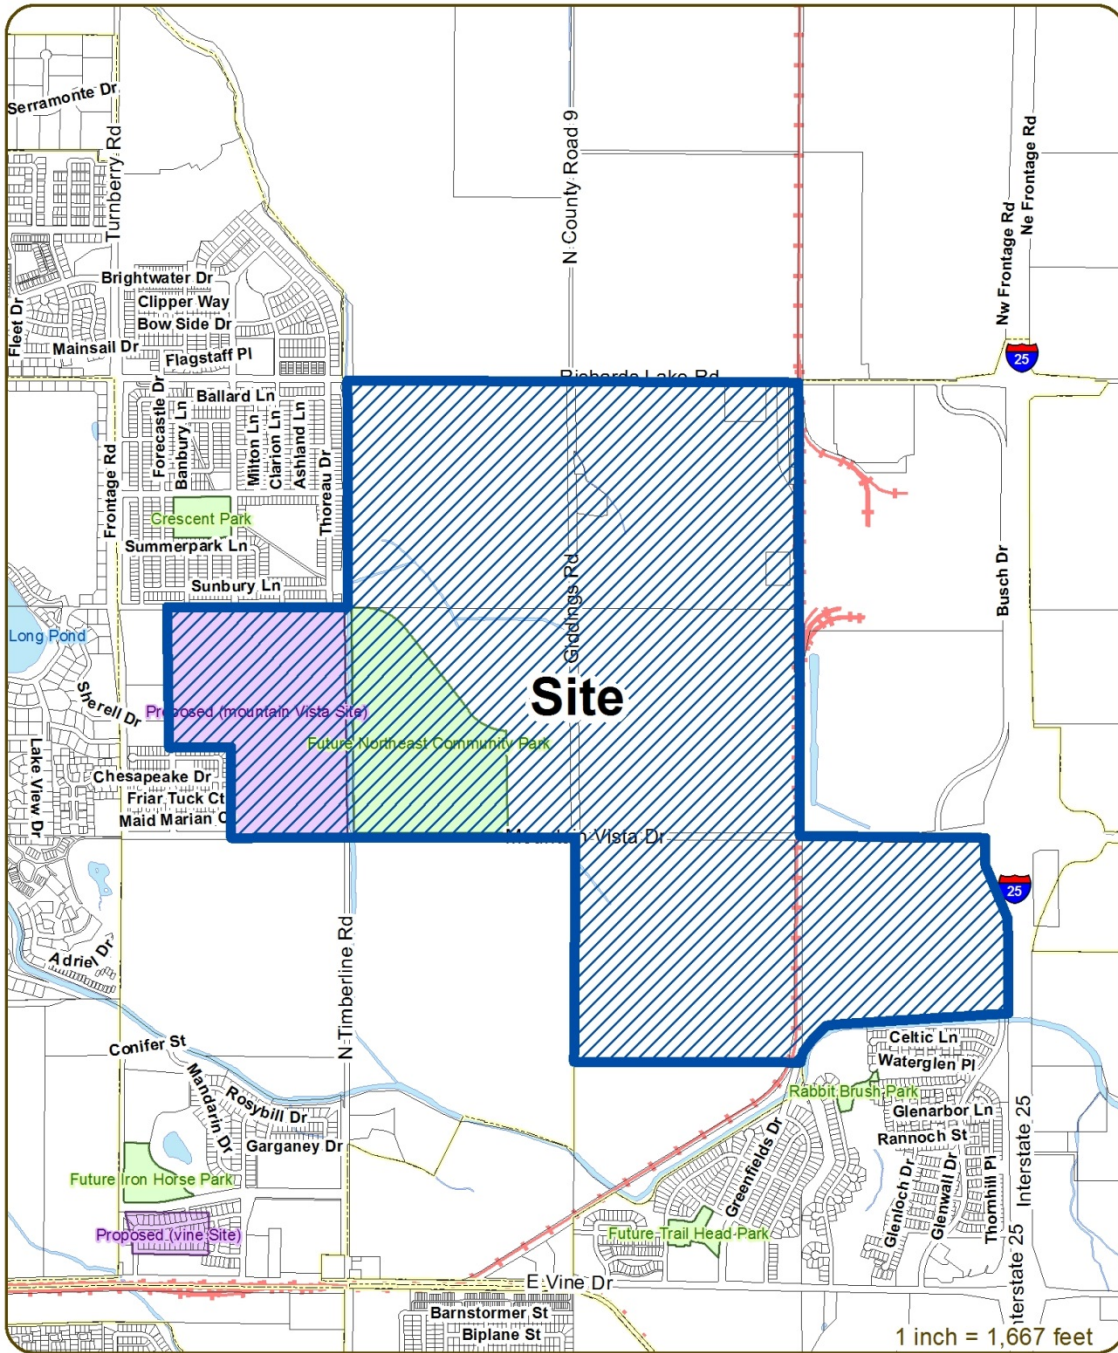 Serramonte Dr
Turnberry Rd
N County Road 9
Nw Frontage Rd
Ne Frontage Rd
Brightwater Dr
Clipper Way
Bow Side Dr
Fleet Dr
Mainsail Dr
Flagstaff Pl
25
Richards Lake Rd
Forecastle Dr
Banbury Ln
Ballard Ln
Milton Ln
Clarion Ln
Ashland Ln
Thoreau Dr
Frontage Rd
Crescent Park
Summerpark Ln
Sunbury Ln
Busch Dr
Giddings Rd
Long Pond
Site
Sherell Dr
Proposed (mountain Vista Site)
Future Northeast Community Park
Lake View Dr
Chesapeake Dr
Friar Tuck Ct
Maid Marian C
Mountain Vista Dr
25
Adriel Dr
N Timberline Rd
Conifer St
Mandarin Dr
Rosybill Dr
Garganey Dr
Celtic Ln
Waterglen Pl
Rabbit Brush Park
Glenarbor Ln
Rannoch St
Greenfields Dr
Glenloch Dr
Glenwall Dr
Thornhill Pl
Interstate 25
Future Iron Horse Park
Proposed (vine Site)
Future Trail Head Park
nterstate 25
E Vine Dr
Barnstormer St
Biplane St
1 inch = 1,667 feet